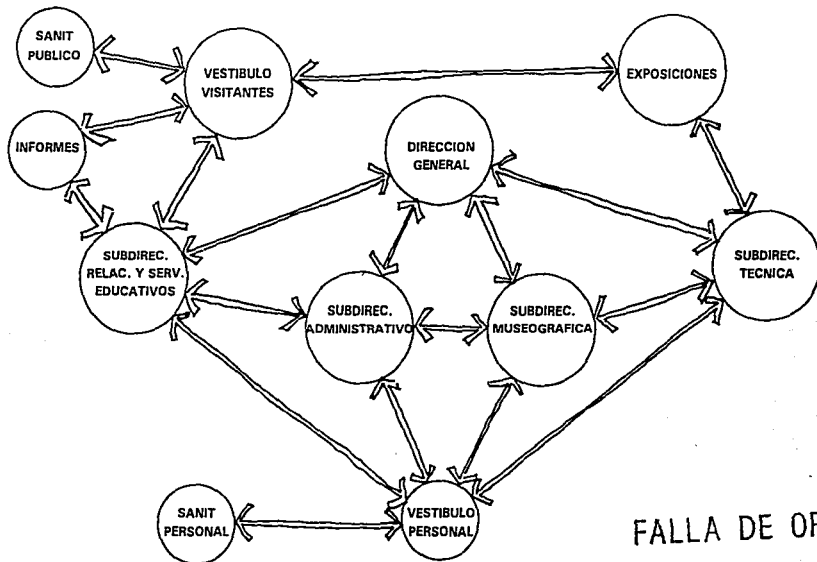 SANIT
PUBLICO
VESTIBULO
VISITANTES
EXPOSICIONES
INFORMES
DIRECCION
GENERAL
SUBDIREC.
RELAC. Y SERV.
EDUCATIVOS
SUBDIREC.
TECNICA
SUBDIREC.
ADMINISTRATIVO
SUBDIREC.
MUSEOGRAFICA
SANIT
PERSONAL
VESTIBULO
PERSONAL
FALLA DE OR